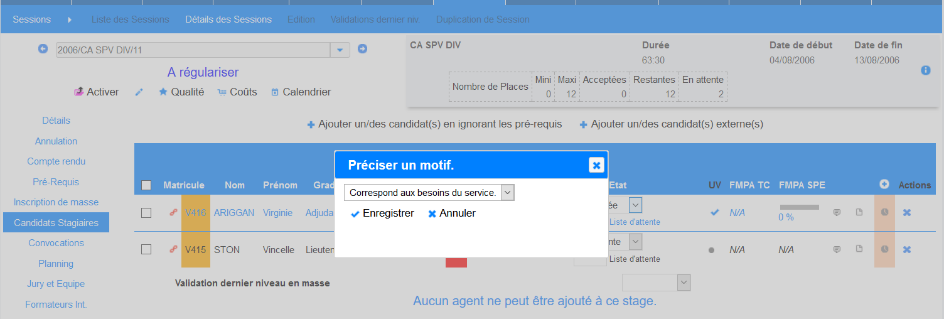 Sessions Liste des Sessions Détails des Sessions Edition Validations dernier niv. Duplication de Session
2006/CA SPV DIV/11
A régulariser
Activer Qualité Coûts Calendrier
CA SPV DIV Durée Date de début Date de fin
63:30 04/08/2006 13/08/2006
Nombre de Places Mini Maxi Acceptées Restantes En attente
0 12 0 12 2
Ajouter un/des candidat(s) en ignorant les pré-requis Ajouter un/des candidat(s) externe(s)
Détails
Annulation
Compte rendu
Pré-Requis
Inscription de masse
Candidats Stagiaires
Convocations
Planning
Jury et Equipe
Formateurs Int.
Préciser un motif.
Correspond aux besoins du service.
Enregistrer Annuler
Matricule Nom Prénom Grad Etat UV FMPA TC FMPA SPE Actions
V416 ARIGGAN Virginie Adjuda ée N/A 0 %
Liste d'attente
V415 STON Vincelle Lieuten nte N/A N/A
Liste d'attente
Validation dernier niveau en masse
Aucun agent ne peut être ajouté à ce stage.